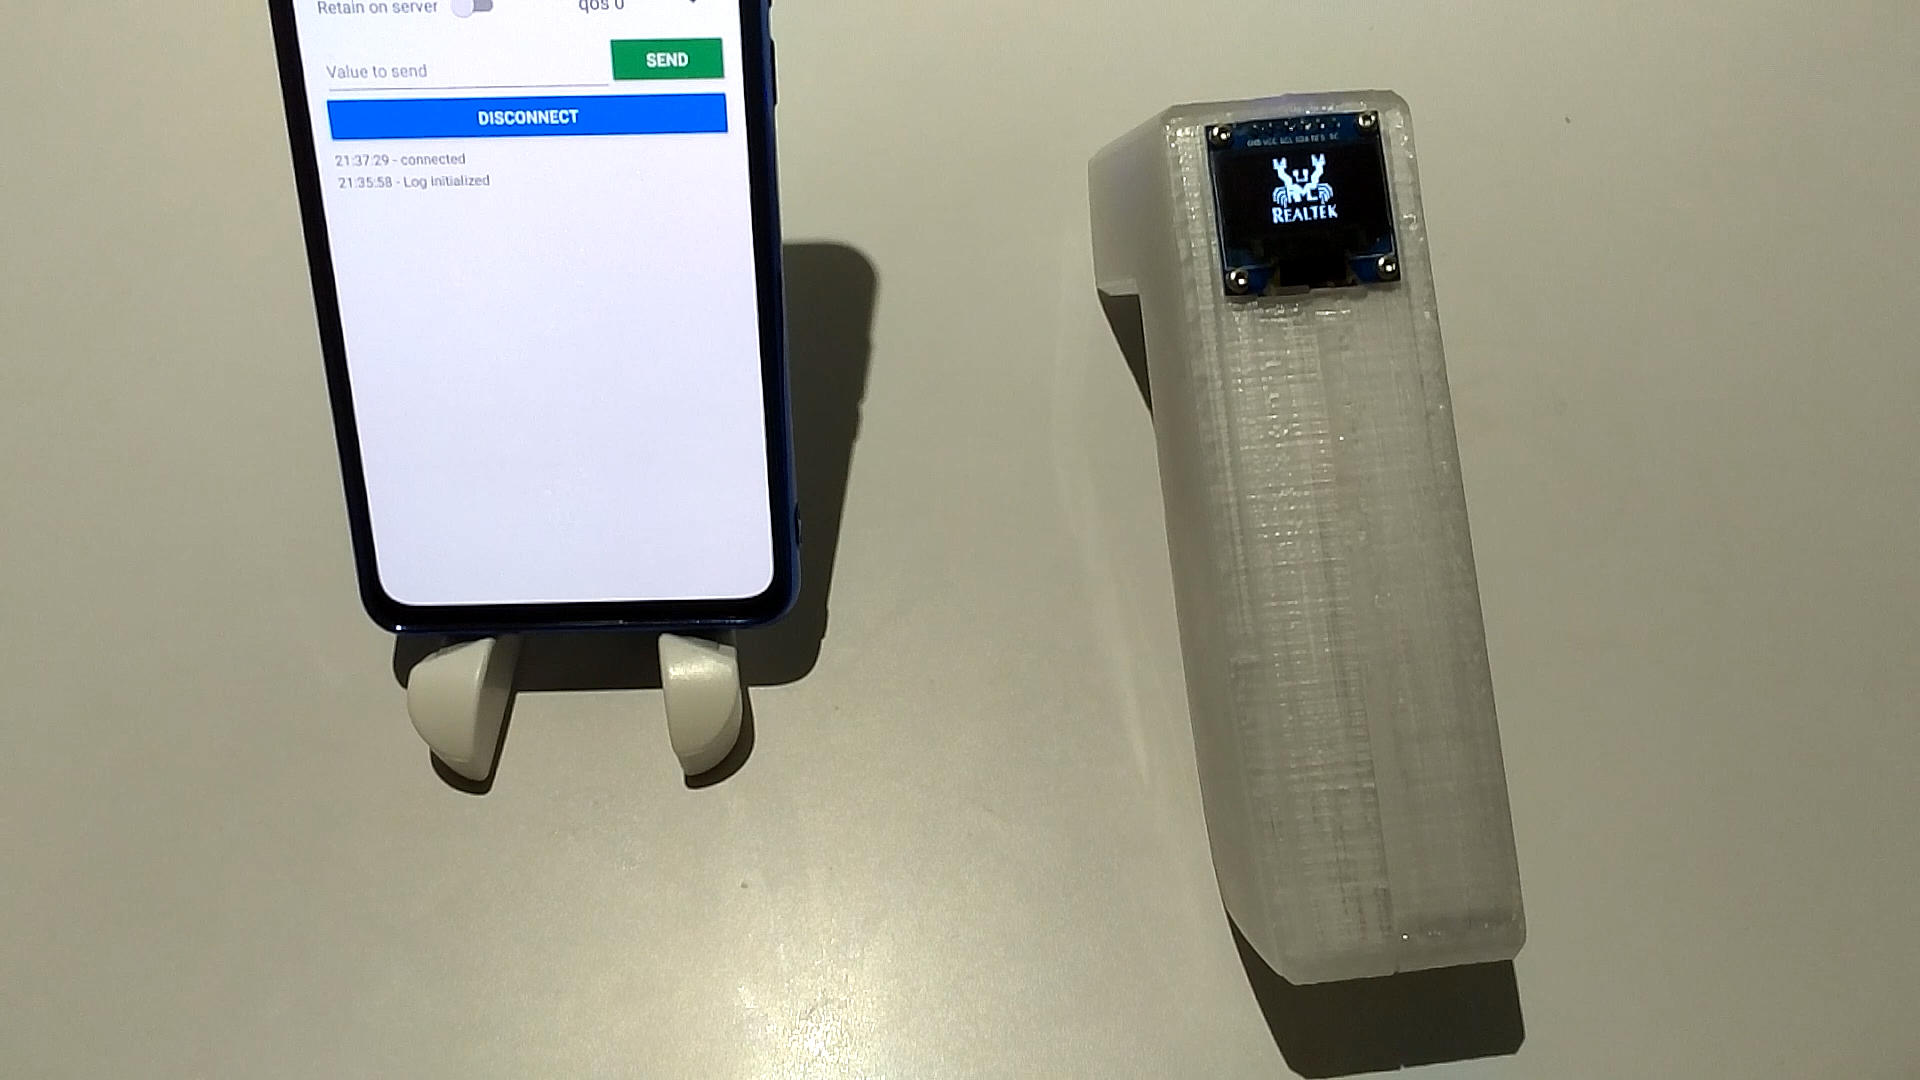 Retain on server
qos 0
Value to send
SEND
DISCONNECT
21:37:29 - connected
21:35:58 - Log initialized
REALTEK